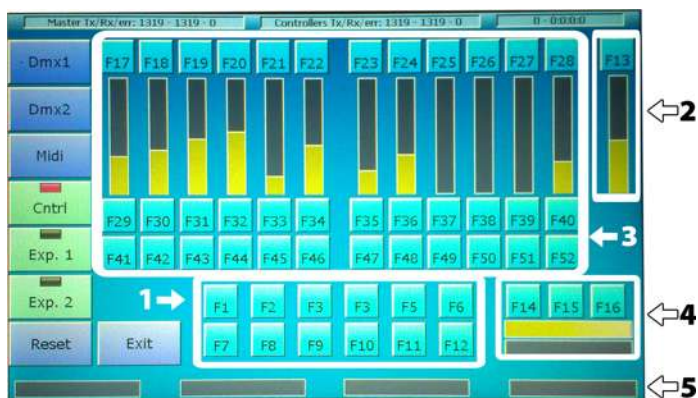 Master Tx/Rx/err: 1319 - 1319 - 0 Controllers Tx/Rx/err: 1319 - 1319 - 0 0 - 0:0:0:0
Dmx1 F17 F18 F19 F20 F21 F22 F23 F24 F25 F26 F27 F28 F13
Dmx2 2
Midi
Cntrl F29 F30 F31 F32 F33 F34 F35 F36 F37 F38 F39 F40
3
Exp. 1 F41 F42 F43 F44 F45 F46 F47 F48 F49 F50 F51 F52
Exp. 2 1 F1 F2 F3 F3 F5 F6 F14 F15 F16
4
Reset Exit F7 F8 F9 F10 F11 F12
5